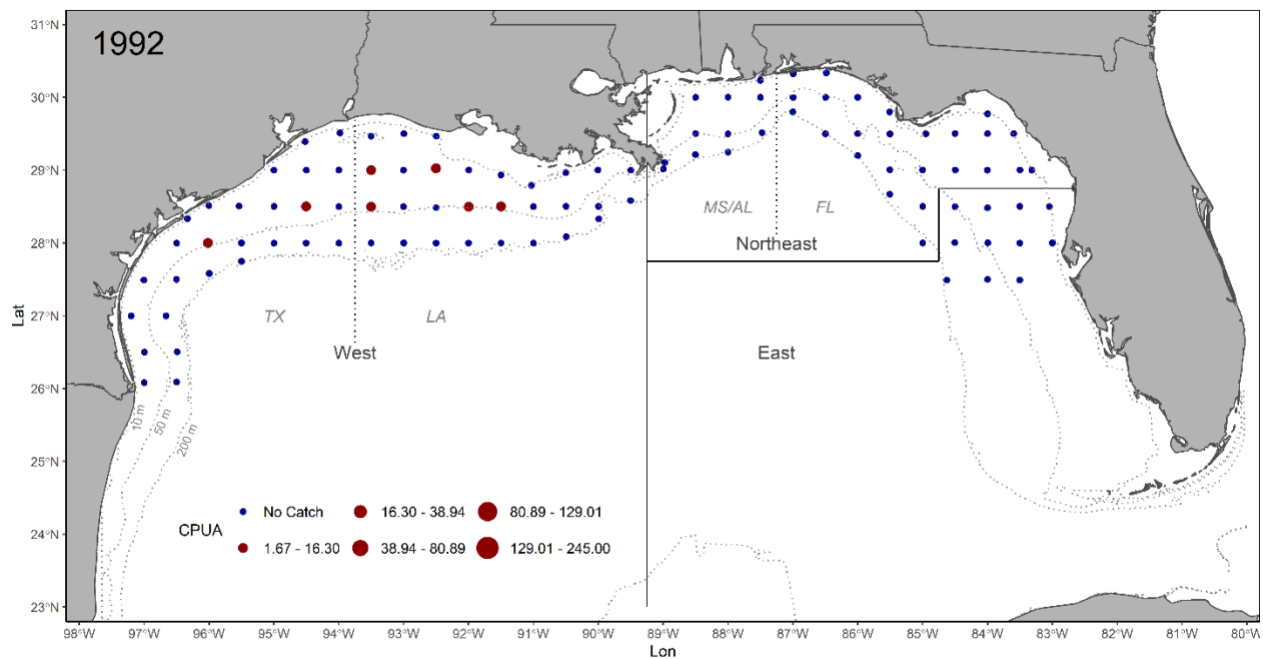 1992
31°N
30°N
29°N
28°N
27°N
26°N
25°N
24°N
23°N
Lat
MS/AL
FL
Northeast
TX
LA
West
East
10 m
50 m
200 m
CPUA
No Catch
16.30 - 38.94
80.89 - 129.01
1.67 - 16.30
38.94 - 80.89
129.01 - 245.00
98°W 97°W 96°W 95°W 94°W 93°W 92°W 91°W 90°W 89°W 88°W 87°W 86°W 85°W 84°W 83°W 82°W 81°W 80°W
Lon